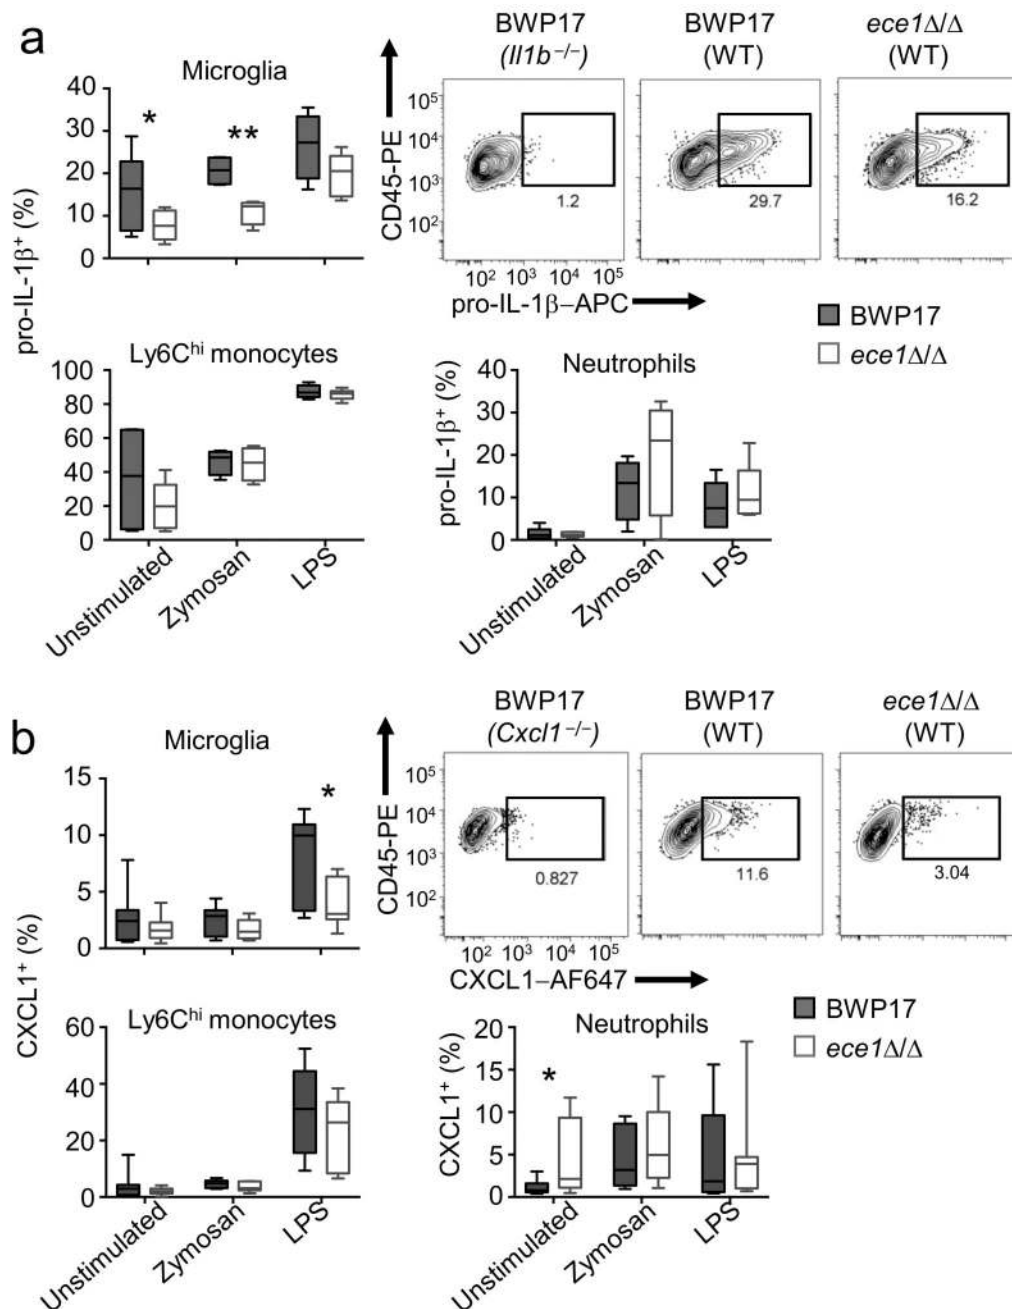 a
Microglia
pro-IL-1β⁺ (%)
40
30
20
10
0
*
**
BWP17
(Il1b⁻/⁻)
BWP17
(WT)
ece1Δ/Δ
(WT)
CD45-PE
10⁵
10⁴
10³
10²
1.2
29.7
16.2
10² 10³ 10⁴ 10⁵
pro-IL-1β–APC
BWP17
ece1Δ/Δ
Ly6Chi monocytes
100
80
60
40
20
0
Unstimulated
Zymosan
LPS
Neutrophils
pro-IL-1β⁺ (%)
40
30
20
10
0
Unstimulated
Zymosan
LPS
b
Microglia
CXCL1⁺ (%)
15
10
5
0
*
BWP17
(Cxcl1⁻/⁻)
BWP17
(WT)
ece1Δ/Δ
(WT)
CD45-PE
10⁵
10⁴
10³
10²
0.827
11.6
3.04
10² 10³ 10⁴ 10⁵
CXCL1–AF647
BWP17
ece1Δ/Δ
Ly6Chi monocytes
60
40
20
0
Unstimulated
Zymosan
LPS
Neutrophils
CXCL1⁺ (%)
20
15
10
5
0
*
Unstimulated
Zymosan
LPS